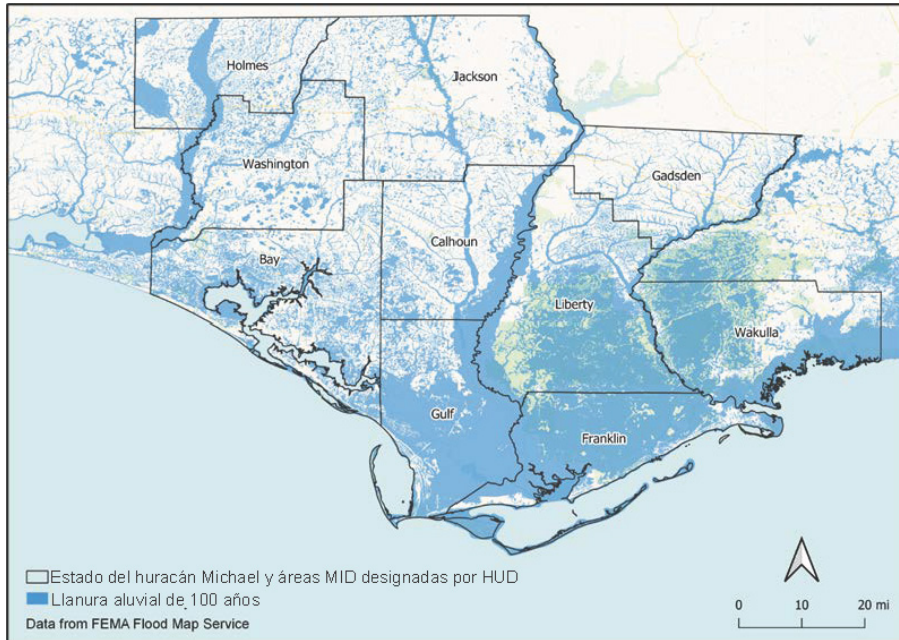 Holmes
Jackson
Washington
Gadsden
Calhoun
Bay
Liberty
Wakulla
Gulf
Franklin
Estado del huracán Michael y áreas MID designadas por HUD
Llanura aluvial de 100 años
Data from FEMA Flood Map Service
0 10 20 mi